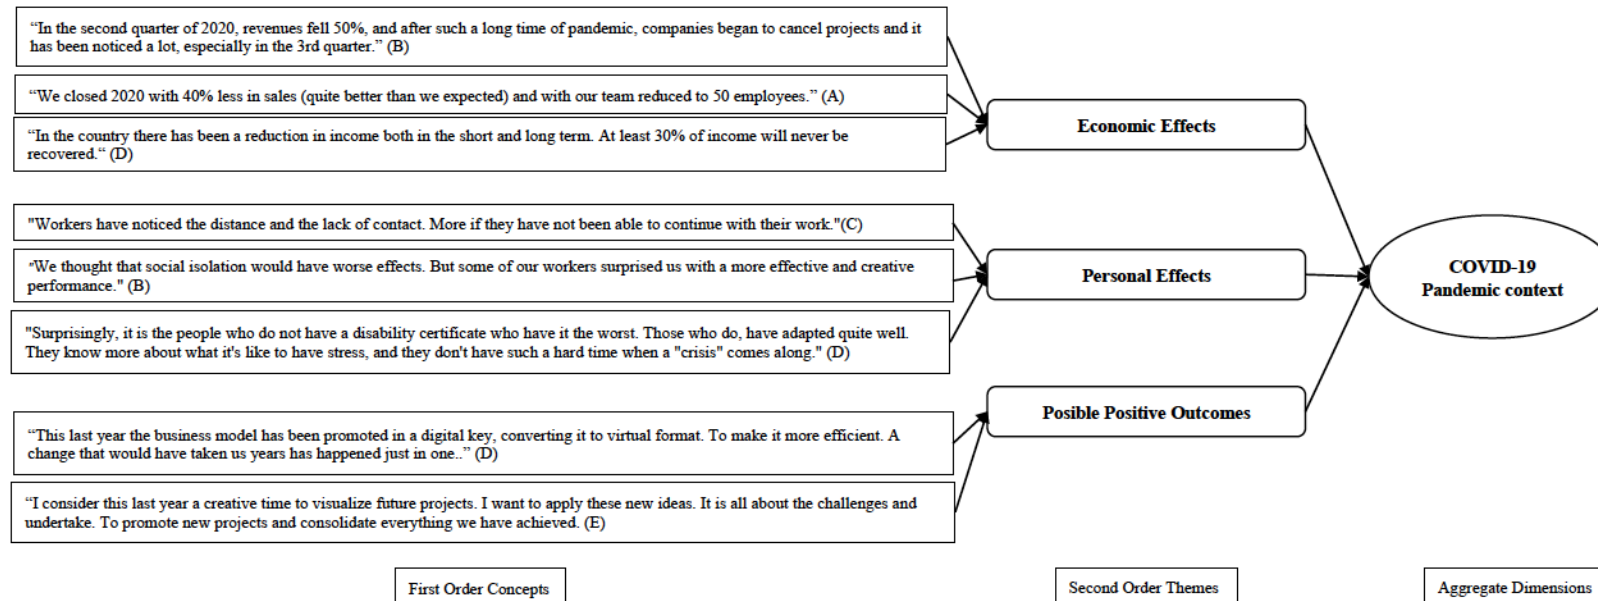 “In the second quarter of 2020, revenues fell 50%, and after such a long time of pandemic, companies began to cancel projects and it
has been noticed a lot, especially in the 3rd quarter.” (B)
“We closed 2020 with 40% less in sales (quite better than we expected) and with our team reduced to 50 employees.” (A)
“In the country there has been a reduction in income both in the short and long term. At least 30% of income will never be
recovered.“ (D)
Economic Effects
"Workers have noticed the distance and the lack of contact. More if they have not been able to continue with their work."(C)
"We thought that social isolation would have worse effects. But some of our workers surprised us with a more effective and creative
performance." (B)
"Surprisingly, it is the people who do not have a disability certificate who have it the worst. Those who do, have adapted quite well.
They know more about what it's like to have stress, and they don't have such a hard time when a "crisis" comes along." (D)
Personal Effects
“This last year the business model has been promoted in a digital key, converting it to virtual format. To make it more efficient. A
change that would have taken us years has happened just in one..” (D)
“I consider this last year a creative time to visualize future projects. I want to apply these new ideas. It is all about the challenges and
undertake. To promote new projects and consolidate everything we have achieved. (E)
Posible Positive Outcomes
COVID-19
Pandemic context
First Order Concepts
Second Order Themes
Aggregate Dimensions